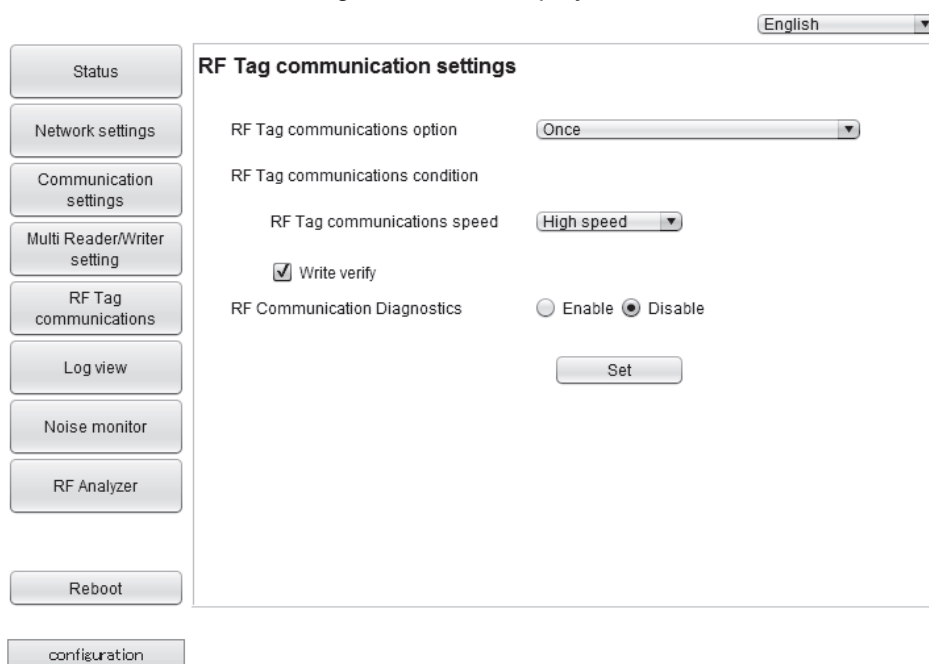 English
Status
Network settings
Communication
settings
Multi Reader/Writer
setting
RF Tag
communications
Log view
Noise monitor
RF Analyzer
Reboot
configuration
RF Tag communication settings
RF Tag communications option
Once
RF Tag communications condition
RF Tag communications speed
High speed
Write verify
RF Communication Diagnostics
Enable
Disable
Set